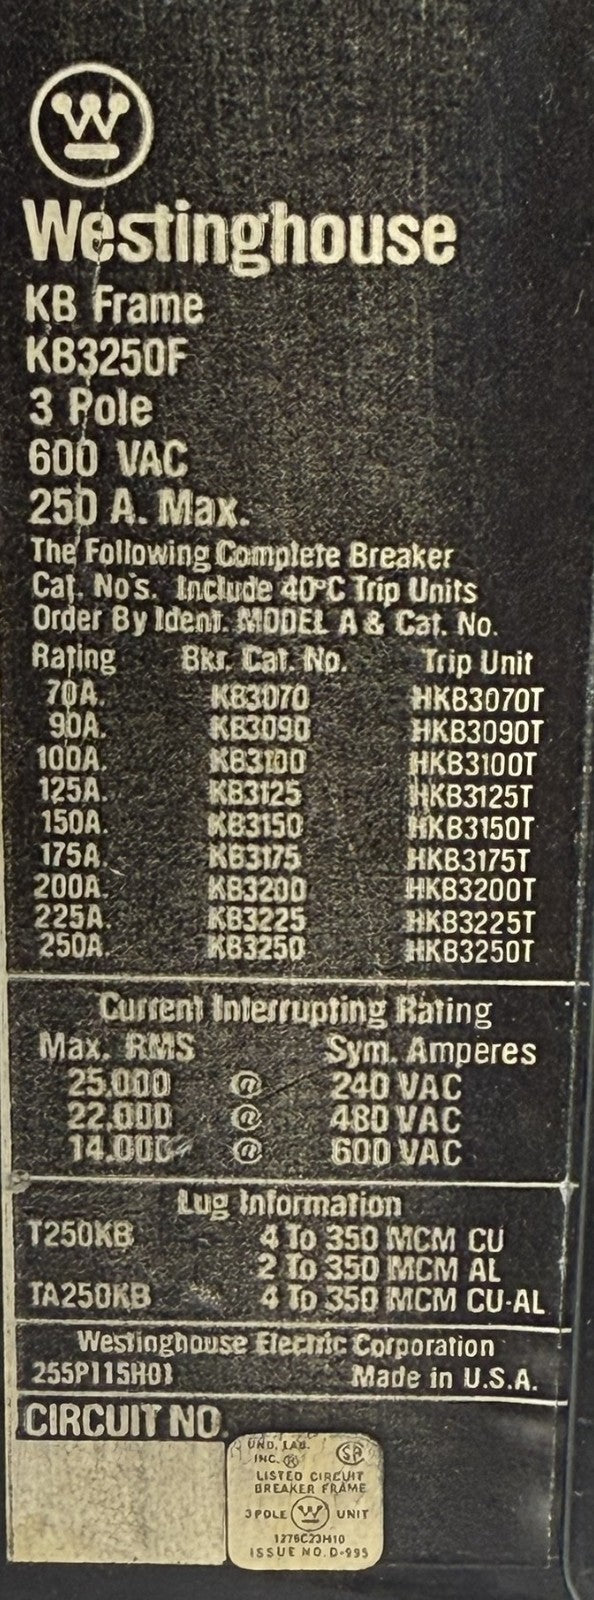 W
Westinghouse
KB Frame
KB3250F
3 Pole
600 VAC
250 A. Max.
The Following Complete Breaker
Cat. No's. Include 40°C Trip Units
Order By Ident. MODEL A & Cat. No.
Rating Bkr. Cat. No. Trip Unit
70A. KB3070 HKB3070T
90A. KB3090 HKB3090T
100A. KB3100 HKB3100T
125A. KB3125 HKB3125T
150A. KB3150 HKB3150T
175A. KB3175 HKB3175T
200A. KB3200 HKB3200T
225A. KB3225 HKB3225T
250A. KB3250 HKB3250T
Current Interrupting Rating
Max. RMS Sym. Amperes
25.000 @ 240 VAC
22.000 @ 480 VAC
14.000 @ 600 VAC
Lug Information
T250KB 4 To 350 MCM CU
2 To 350 MCM AL
TA250KB 4 To 350 MCM CU-AL
Westinghouse Electric Corporation
255P115H01 Made in U.S.A.
CIRCUIT NO.
UND. LAB.
INC. ® SA
LISTED CIRCUIT
BREAKER FRAME
3 POLE W UNIT
1276C23H10
ISSUE NO. D-995